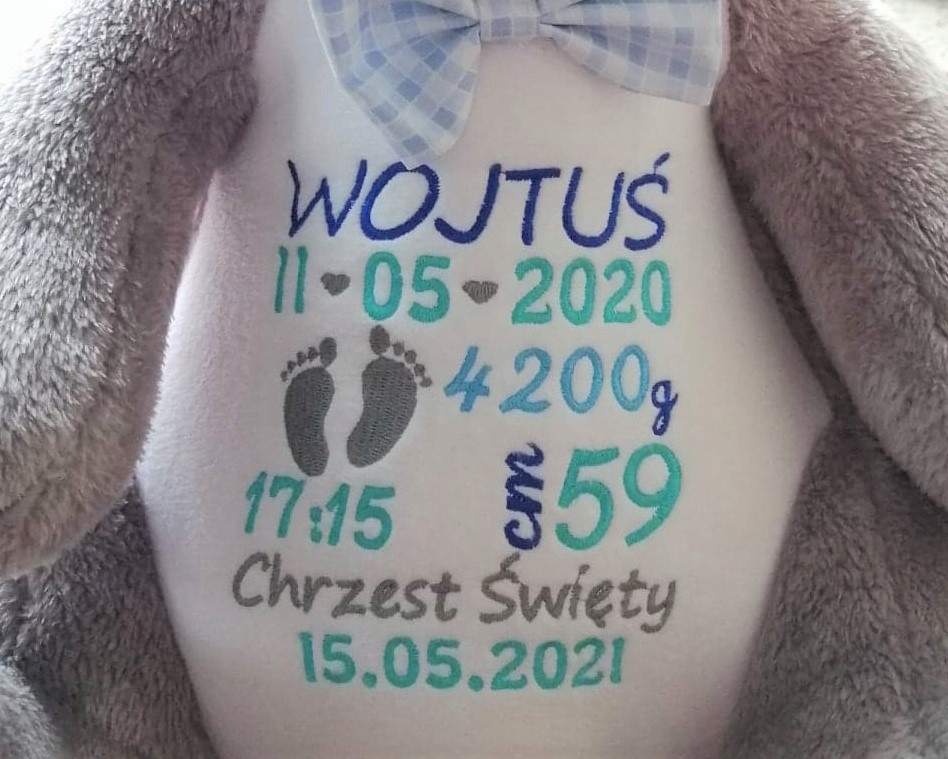 WOJTUŚ
11 05 2020
4200g
cm 59
17:15
Chrzest Święty
15.05.2021